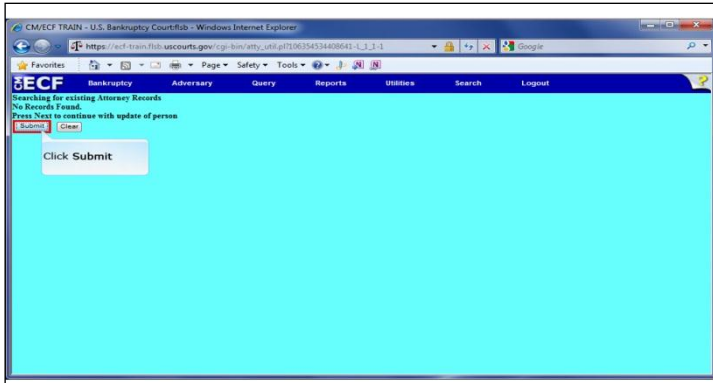 CM/ECF TRAIN - U.S. Bankruptcy Court:flsb - Windows Internet Explorer
https://ecf-train.flsb.uscourts.gov/cgi-bin/atty_util.pl?106354534408641-L_1_1-1
Google
Favorites Page Safety Tools
ECF Bankruptcy Adversary Query Reports Utilities Search Logout ?
Searching for existing Attorney Records
No Records Found.
Press Next to continue with update of person
Submit Clear
Click Submit